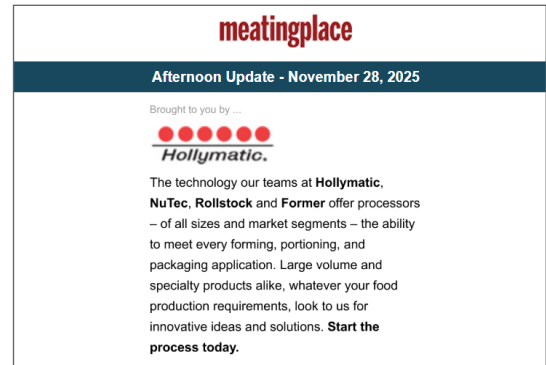 meatingplace
Afternoon Update - November 28, 2025
Brought to you by ...
Hollymatic.
The technology our teams at Hollymatic,
NuTec, Rollstock and Former offer processors
– of all sizes and market segments – the ability
to meet every forming, portioning, and
packaging application. Large volume and
specialty products alike, whatever your food
production requirements, look to us for
innovative ideas and solutions. Start the
process today.